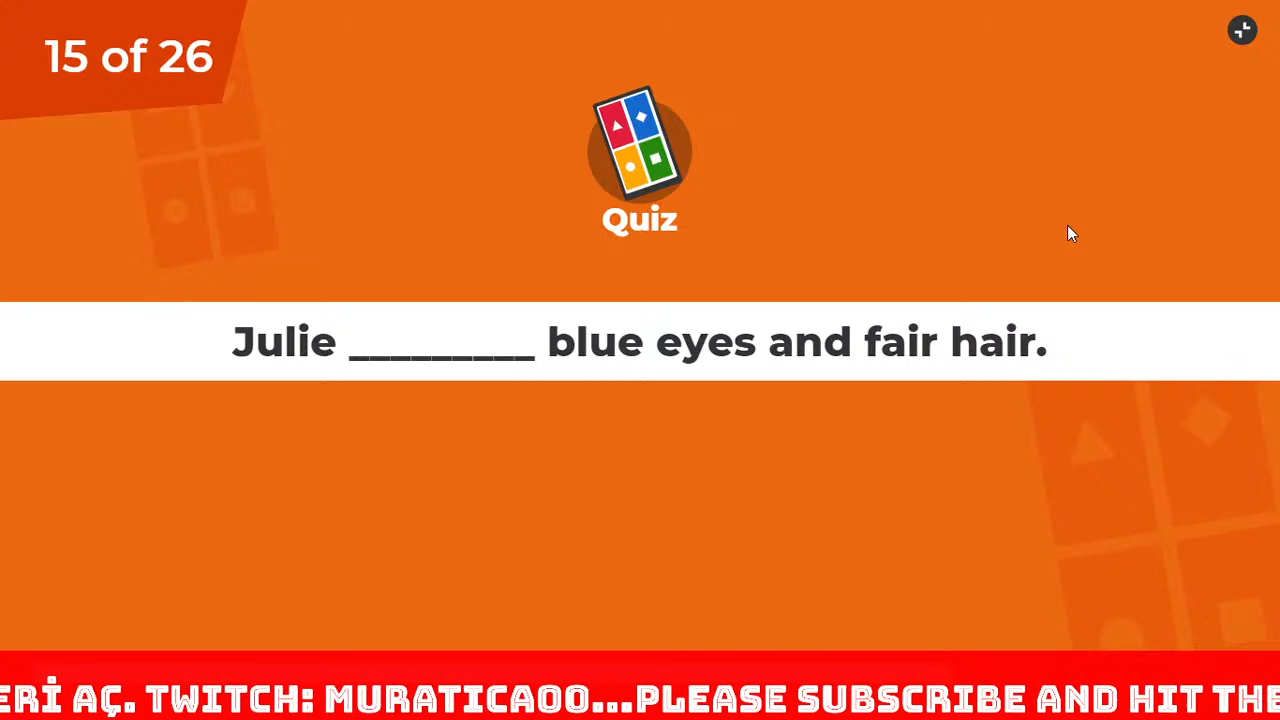 15 of 26
Quiz
Julie _________ blue eyes and fair hair.
ERİ AÇ. TWITCH: MURATICAOO...PLEASE SUBSCRIBE AND HIT THE